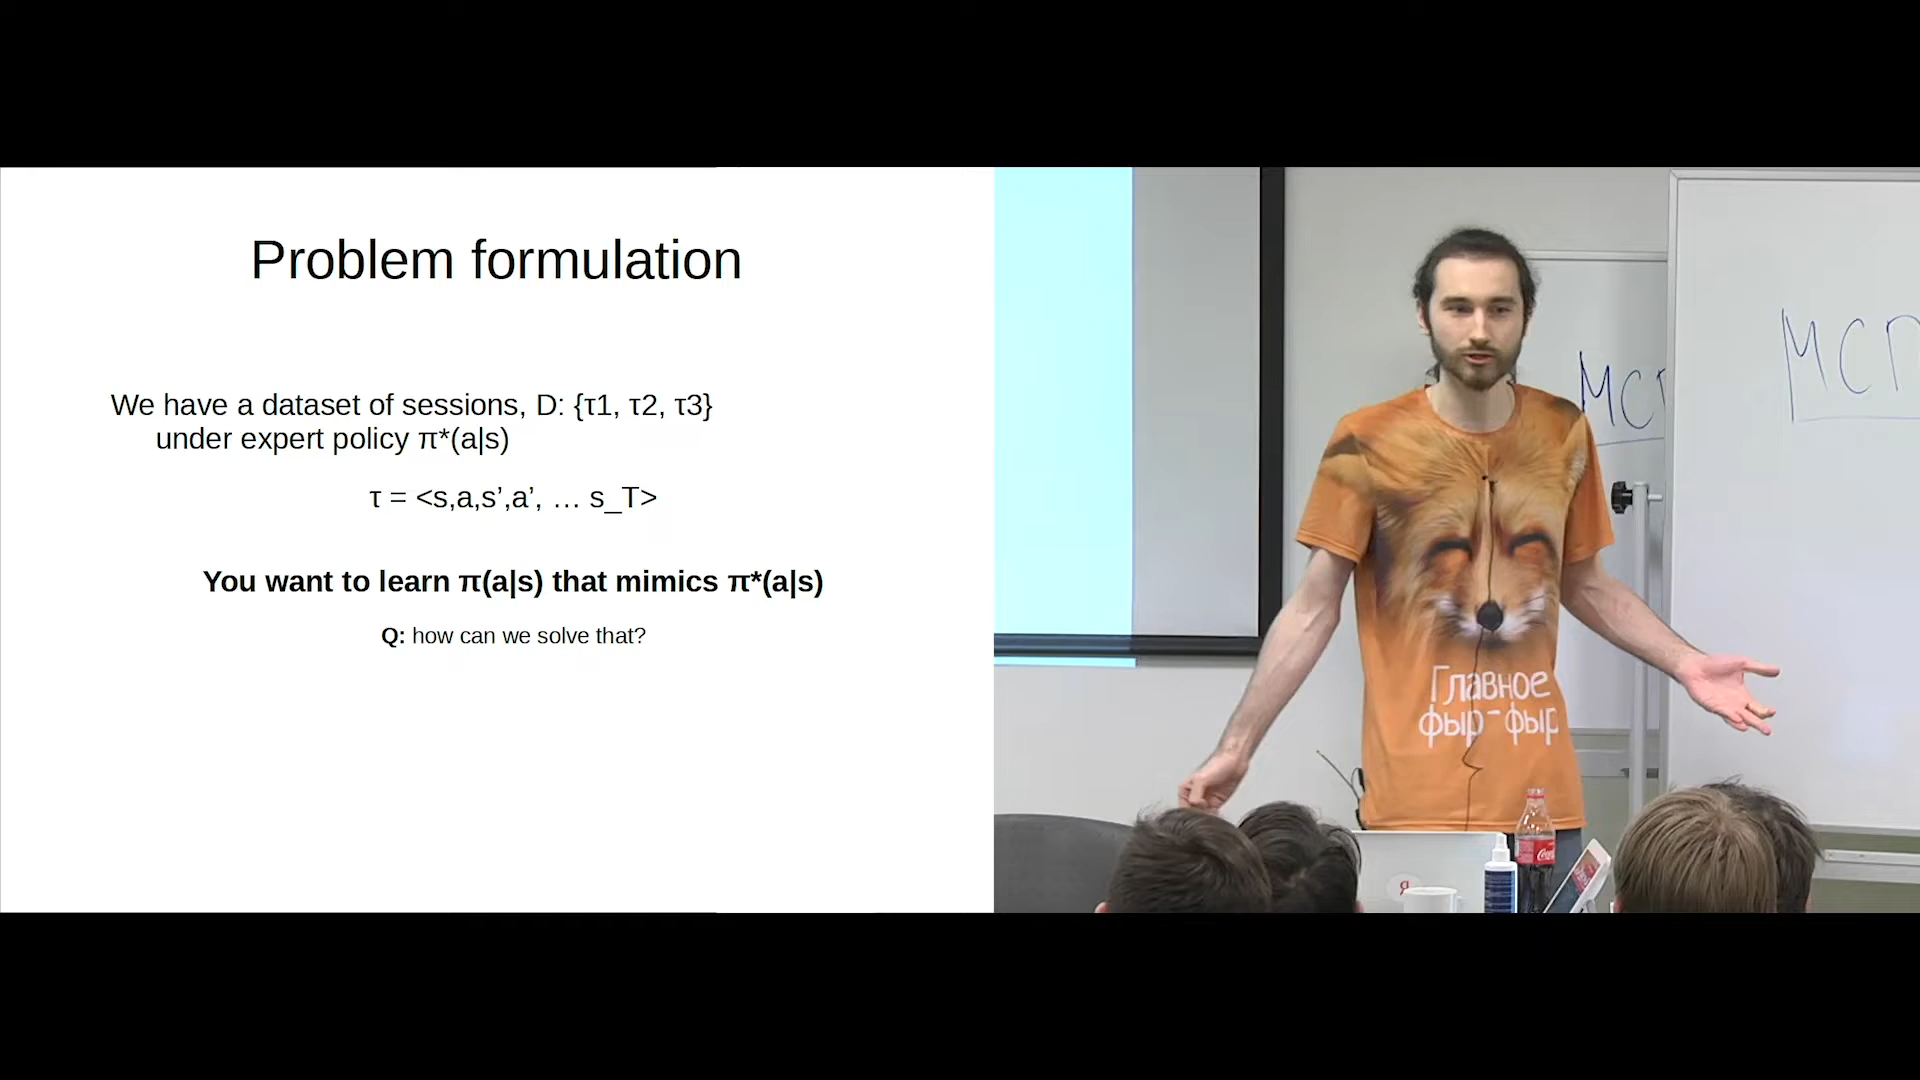 Problem formulation
We have a dataset of sessions, D: {τ1, τ2, τ3}
under expert policy π*(a|s)
τ = <s,a,s’,a’, … s_T>
You want to learn π(a|s) that mimics π*(a|s)
Q: how can we solve that?
Главное
фыр-фыр
Я